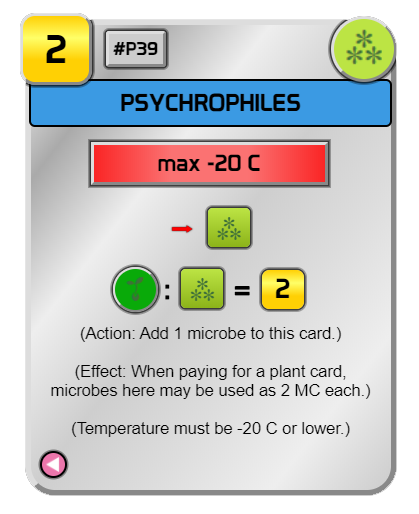 2
#P39
PSYCHROPHILES
max -20 C
: = 2
(Action: Add 1 microbe to this card.)
(Effect: When paying for a plant card,
microbes here may be used as 2 MC each.)
(Temperature must be -20 C or lower.)